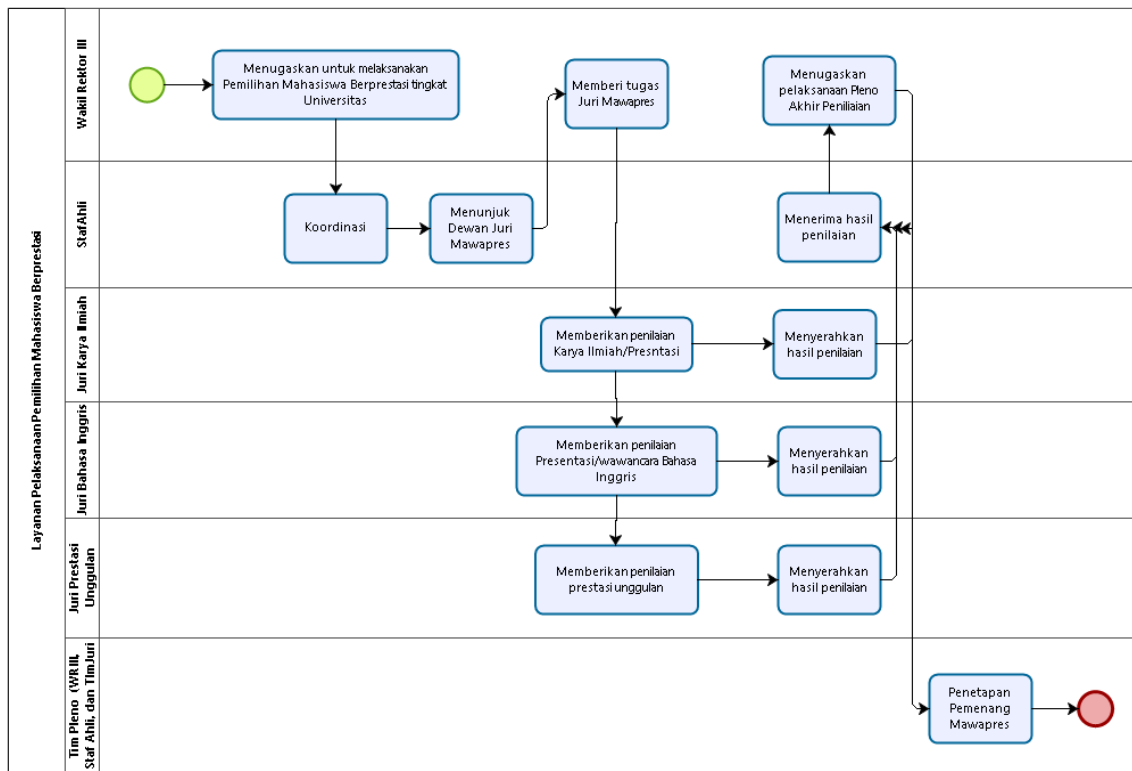 Layanan Pelaksanaan Pemilihan Mahasiswa Berprestasi
Wakil Rektor III
Menugaskan untuk melaksanakan
Pemilihan Mahasiswa Berprestasi tingkat
Universitas
Memberi tugas
Juri Mawapres
Menugaskan
pelaksanaan Pleno
Akhir Peniliaian
Staf Ahli
Koordinasi
Menunjuk
Dewan Juri
Mawapres
Menerima hasil
penilaian
Juri Karya Ilmiah
Memberikan penilaian
Karya Ilmiah/Presntasi
Menyerahkan
hasil penilaian
Juri Bahasa Inggris
Memberikan penilaian
Presentasi/wawancara Bahasa
Inggris
Menyerahkan
hasil penilaian
Juri Prestasi
Unggulan
Memberikan penilaian
prestasi unggulan
Menyerahkan
hasil penilaian
Tim Pleno (WR III,
Staf Ahli, dan TImJuri
Penetapan
Pemenang
Mawapres